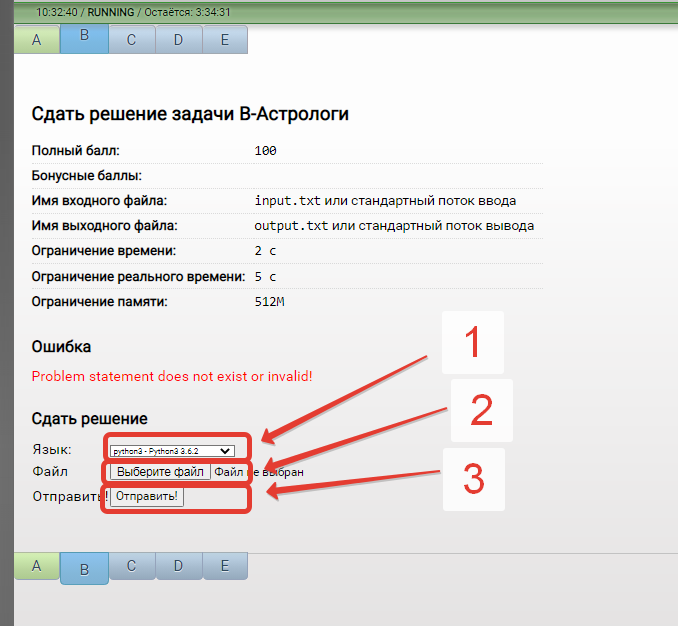 10:32:40 / RUNNING / Остаётся: 3:34:31
A B C D E
Сдать решение задачи B-Астрологи
Полный балл: 100
Бонусные баллы:
Имя входного файла: input.txt или стандартный поток ввода
Имя выходного файла: output.txt или стандартный поток вывода
Ограничение времени: 2 с
Ограничение реального времени: 5 с
Ограничение памяти: 512M
1
Ошибка
Problem statement does not exist or invalid!
2
Сдать решение
Язык: python3 - Python3 3.6.2
Файл Выберите файл Файл не выбран
3
Отправить! Отправить!
A B C D E